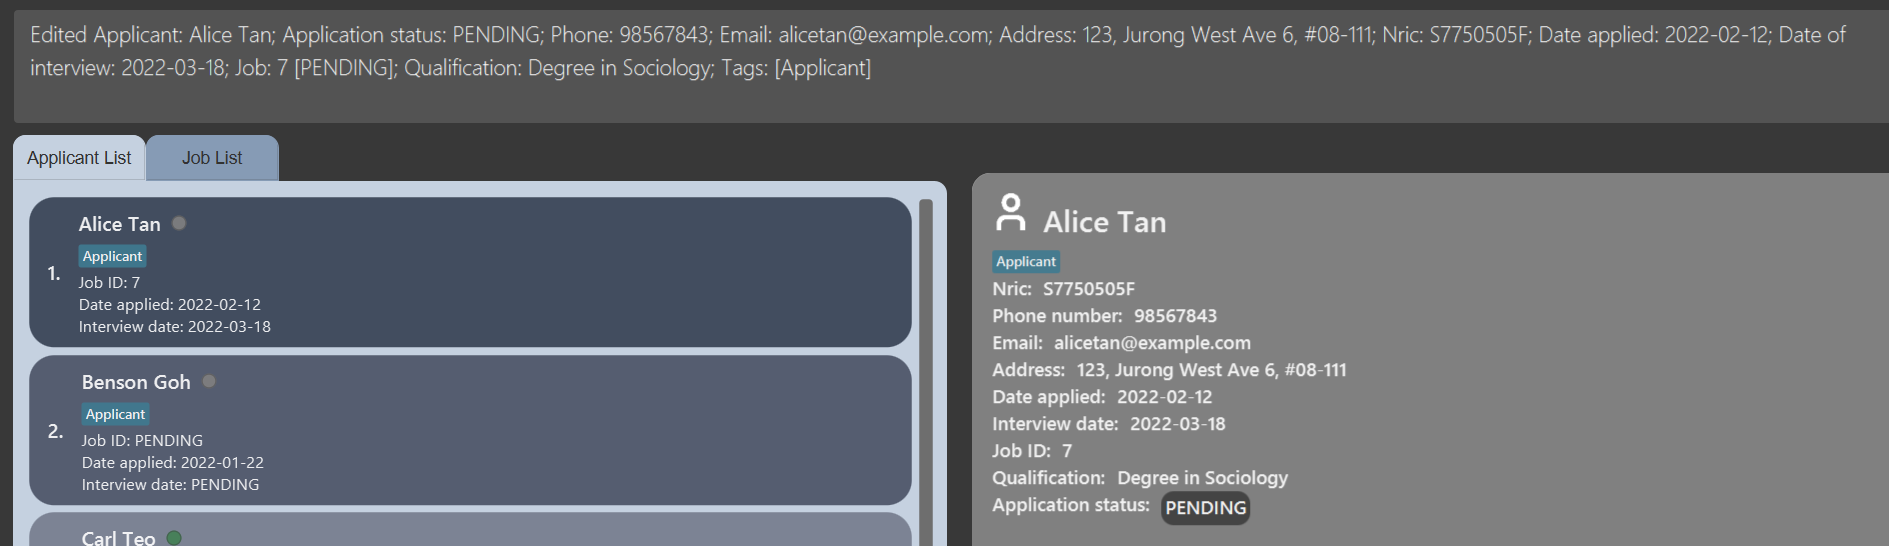 Edited Applicant: Alice Tan; Application status: PENDING; Phone: 98567843; Email: alicetan@example.com; Address: 123, Jurong West Ave 6, #08-111; Nric: S7750505F; Date applied: 2022-02-12; Date of
interview: 2022-03-18; Job: 7 [PENDING]; Qualification: Degree in Sociology; Tags: [Applicant]
Applicant List
Job List
1.
Alice Tan
Applicant
Job ID: 7
Date applied: 2022-02-12
Interview date: 2022-03-18
2.
Benson Goh
Applicant
Job ID: PENDING
Date applied: 2022-01-22
Interview date: PENDING
Carl Teo
Alice Tan
Applicant
Nric: S7750505F
Phone number: 98567843
Email: alicetan@example.com
Address: 123, Jurong West Ave 6, #08-111
Date applied: 2022-02-12
Interview date: 2022-03-18
Job ID: 7
Qualification: Degree in Sociology
Application status: PENDING